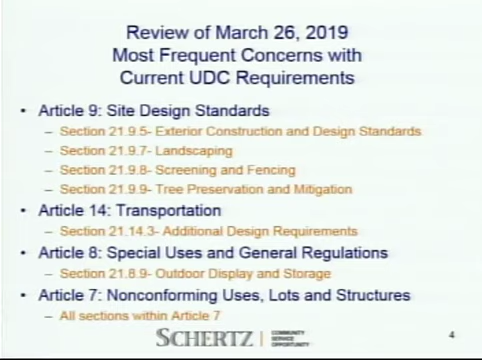 Review of March 26, 2019
Most Frequent Concerns with
Current UDC Requirements
• Article 9: Site Design Standards
– Section 21.9.5- Exterior Construction and Design Standards
– Section 21.9.7- Landscaping
– Section 21.9.8- Screening and Fencing
– Section 21.9.9- Tree Preservation and Mitigation
• Article 14: Transportation
– Section 21.14.3- Additional Design Requirements
• Article 8: Special Uses and General Regulations
– Section 21.8.9- Outdoor Display and Storage
• Article 7: Nonconforming Uses, Lots and Structures
– All sections within Article 7
SCHERTZ | COMMUNITY
SERVICE
OPPORTUNITY
4